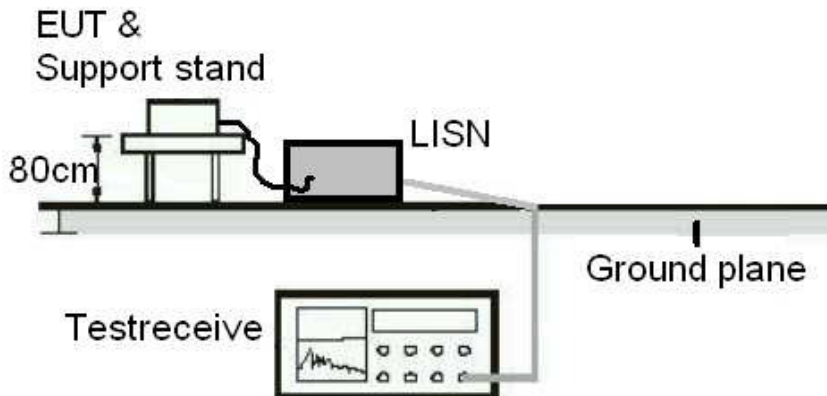 EUT &
Support stand
LISN
80cm
Ground plane
Testreceive